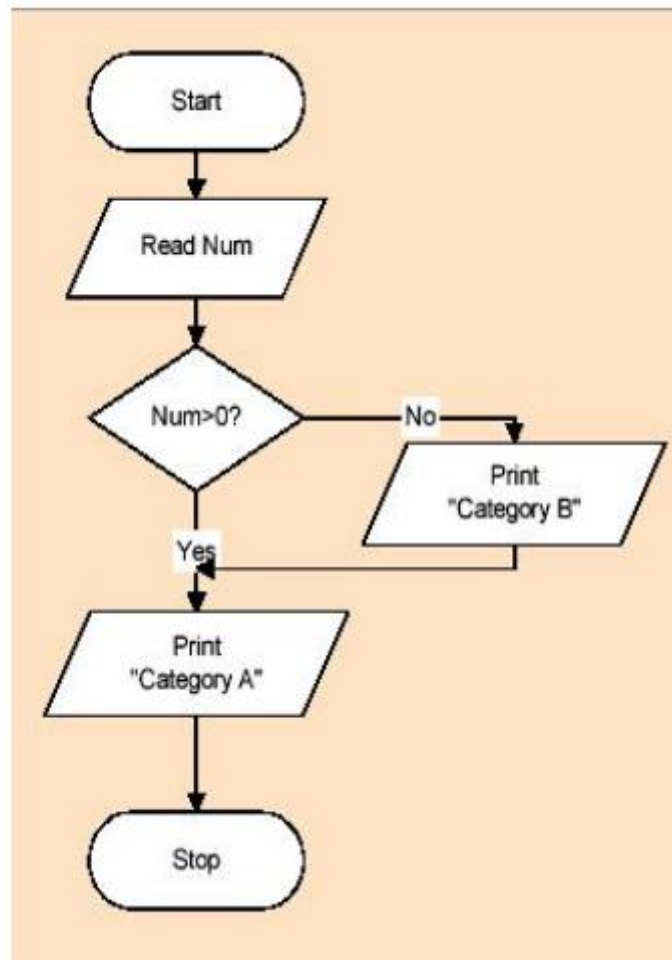 Start
Read Num
Num>0?
No
Print
"Category B"
Yes
Print
"Category A"
Stop